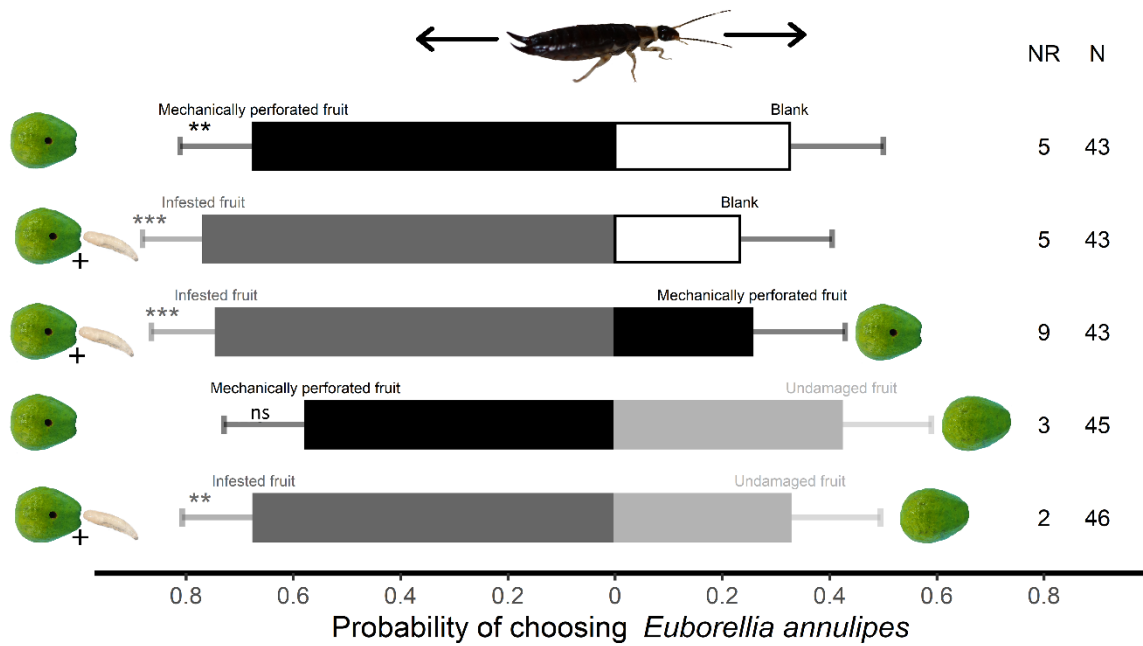 NR N
Mechanically perforated fruit Blank
** 5 43
Infested fruit Blank
*** 5 43
+
Infested fruit Mechanically perforated fruit
*** 9 43
+
Mechanically perforated fruit Undamaged fruit
ns 3 45
Infested fruit Undamaged fruit
** 2 46
+
0.8 0.6 0.4 0.2 0 0.2 0.4 0.6 0.8
Probability of choosing Euborellia annulipes